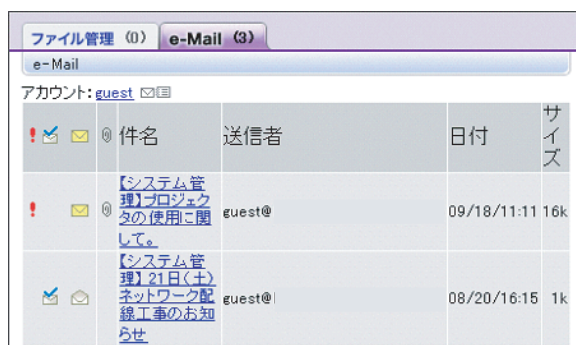 ファイル管理 (0) e-Mail (3)
e-Mail
アカウント: guest
件名 送信者 日付 サイズ
【システム管
理】プロジェク
タの使用に関
して。
guest@ 09/18/11:11 16k
【システム管
理】21日(土)
ネットワーク配
線工事のお知
らせ
guest@ 08/20/16:15 1k